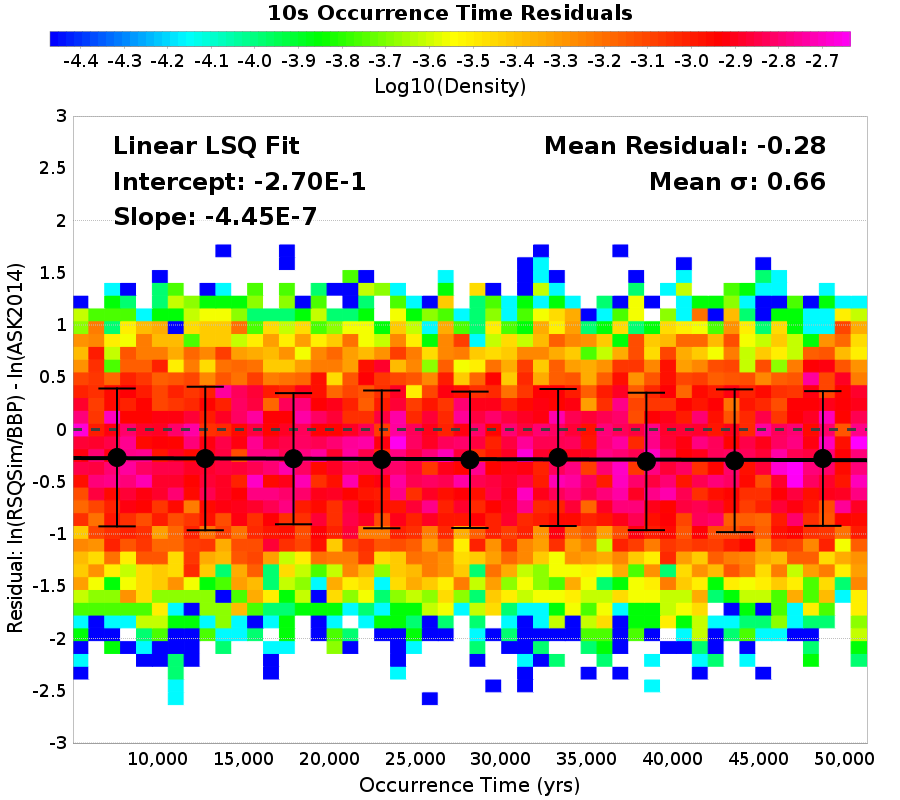 10s Occurrence Time Residuals
-4.4 -4.3 -4.2 -4.1 -4.0 -3.9 -3.8 -3.7 -3.6 -3.5 -3.4 -3.3 -3.2 -3.1 -3.0 -2.9 -2.8 -2.7
Log10(Density)
Linear LSQ Fit
Intercept: -2.70E-1
Slope: -4.45E-7
Mean Residual: -0.28
Mean σ: 0.66
Residual: ln(RSQSim/BBP) - ln(ASK2014)
3
2.5
2
1.5
1
0.5
0
-0.5
-1
-1.5
-2
-2.5
-3
10,000 15,000 20,000 25,000 30,000 35,000 40,000 45,000 50,000
Occurrence Time (yrs)